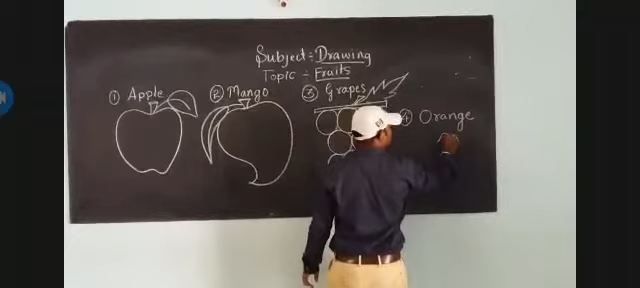 Subject ÷ Drawing
Topic ÷ Fruits
① Apple
② Mango
③ Grapes
④ Orange